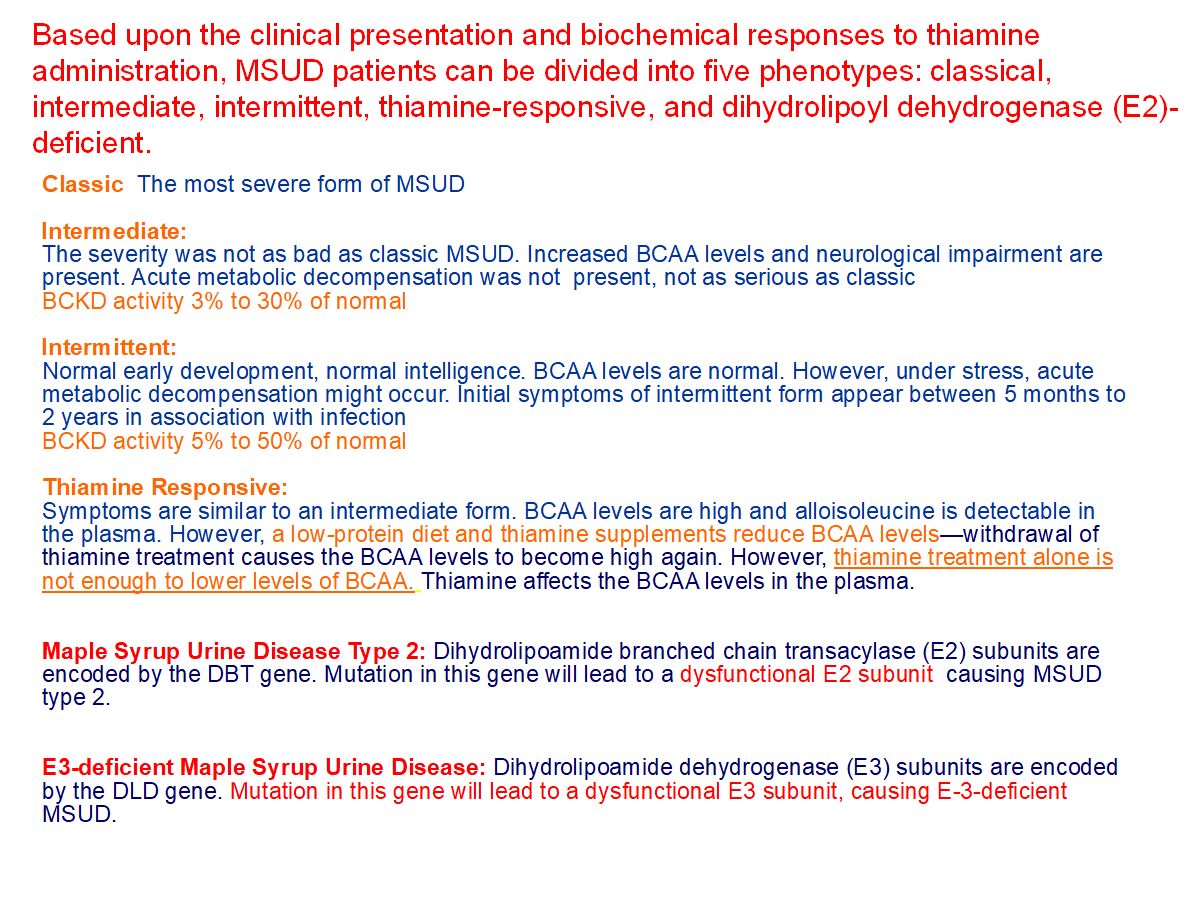 Based upon the clinical presentation and biochemical responses to thiamine
administration, MSUD patients can be divided into five phenotypes: classical,
intermediate, intermittent, thiamine-responsive, and dihydrolipoyl dehydrogenase (E2)-
deficient.
Classic The most severe form of MSUD
Intermediate:
The severity was not as bad as classic MSUD. Increased BCAA levels and neurological impairment are
present. Acute metabolic decompensation was not present, not as serious as classic
BCKD activity 3% to 30% of normal
Intermittent:
Normal early development, normal intelligence. BCAA levels are normal. However, under stress, acute
metabolic decompensation might occur. Initial symptoms of intermittent form appear between 5 months to
2 years in association with infection
BCKD activity 5% to 50% of normal
Thiamine Responsive:
Symptoms are similar to an intermediate form. BCAA levels are high and alloisoleucine is detectable in
the plasma. However, a low-protein diet and thiamine supplements reduce BCAA levels—withdrawal of
thiamine treatment causes the BCAA levels to become high again. However, thiamine treatment alone is
not enough to lower levels of BCAA. Thiamine affects the BCAA levels in the plasma.
Maple Syrup Urine Disease Type 2: Dihydrolipoamide branched chain transacylase (E2) subunits are
encoded by the DBT gene. Mutation in this gene will lead to a dysfunctional E2 subunit causing MSUD
type 2.
E3-deficient Maple Syrup Urine Disease: Dihydrolipoamide dehydrogenase (E3) subunits are encoded
by the DLD gene. Mutation in this gene will lead to a dysfunctional E3 subunit, causing E-3-deficient
MSUD.